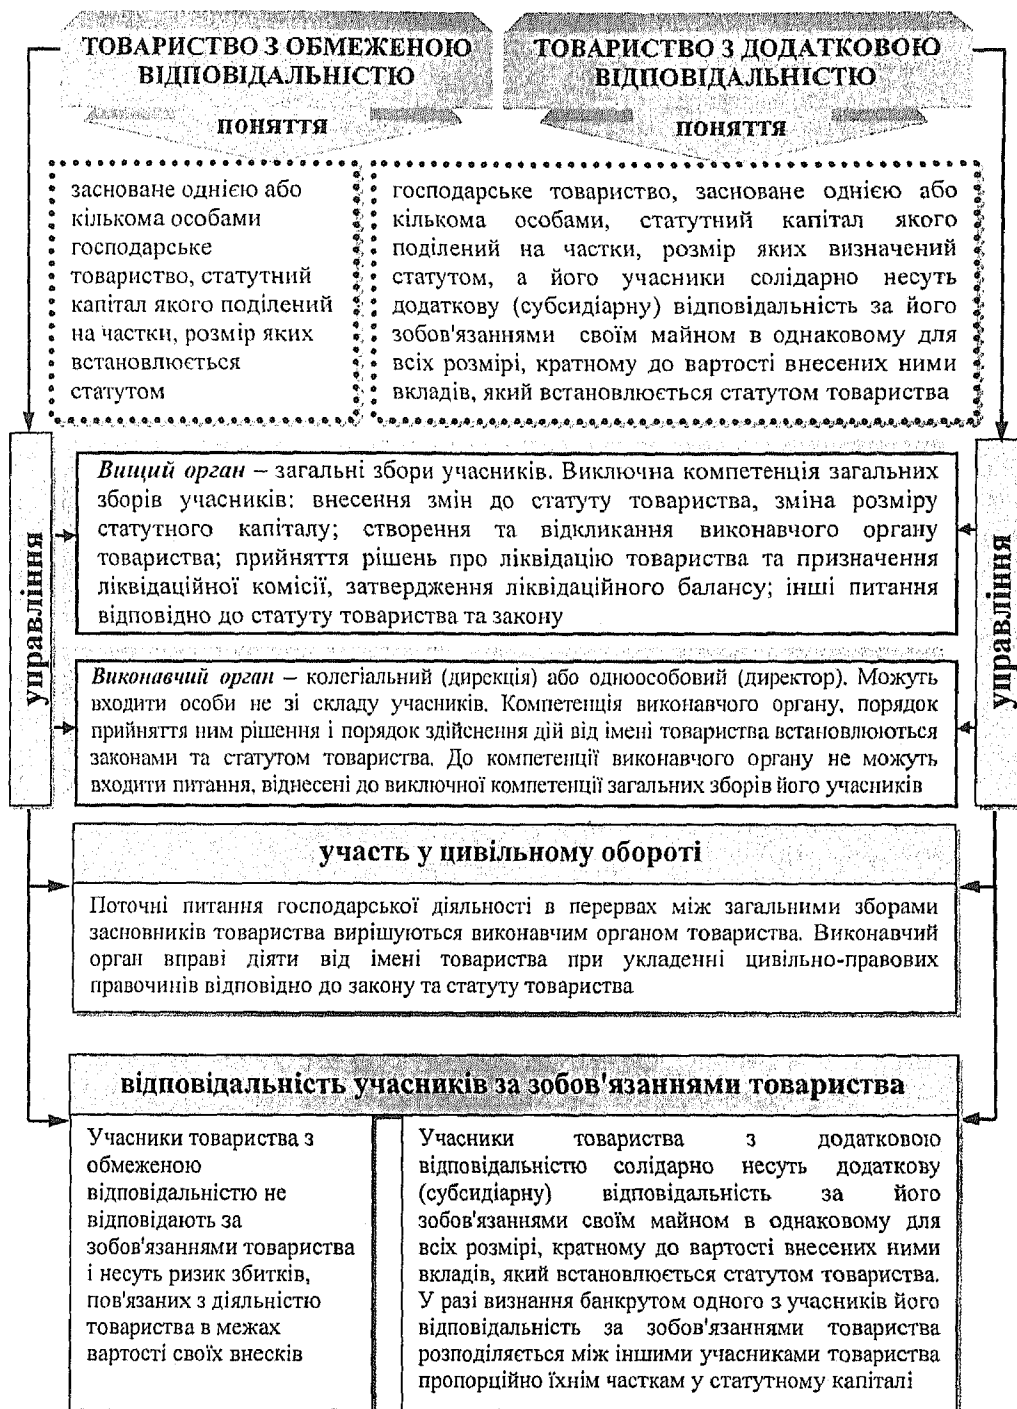 ТОВАРИСТВО З ОБМЕЖЕНОЮ
ВІДПОВІДАЛЬНІСТЮ
ПОНЯТТЯ
ТОВАРИСТВО З ДОДАТКОВОЮ
ВІДПОВІДАЛЬНІСТЮ
ПОНЯТТЯ
засноване однією або
кількома особами
господарське
товариство, статутний
капітал якого поділений
на частки, розмір яких
встановлюється
статутом
господарське товариство, засноване однією або
кількома особами, статутний капітал якого
поділений на частки, розмір яких визначений
статутом, а його учасники солідарно несуть
додаткову (субсидіарну) відповідальність за його
зобов'язаннями своїм майном в однаковому для
всіх розмірі, кратному до вартості внесених ними
вкладів, який встановлюється статутом товариства
управління
Вищий орган – загальні збори учасників. Виключна компетенція загальних
зборів учасників: внесення змін до статуту товариства, зміна розміру
статутного капіталу; створення та відкликання виконавчого органу
товариства; прийняття рішень про ліквідацію товариства та призначення
ліквідаційної комісії, затвердження ліквідаційного балансу; інші питання
відповідно до статуту товариства та закону
Виконавчий орган – колегіальний (дирекція) або одноособовий (директор). Можуть
входити особи не зі складу учасників. Компетенція виконавчого органу, порядок
прийняття ним рішення і порядок здійснення дій від імені товариства встановлюються
законами та статутом товариства. До компетенції виконавчого органу не можуть
входити питання, віднесені до виключної компетенції загальних зборів його учасників
управління
участь у цивільному обороті
Поточні питання господарської діяльності в перервах між загальними зборами
засновників товариства вирішуються виконавчим органом товариства. Виконавчий
орган вправі діяти від імені товариства при укладенні цивільно-правових
правочинів відповідно до закону та статуту товариства
відповідальність учасників за зобов'язаннями товариства
Учасники товариства з
обмеженою
відповідальністю не
відповідають за
зобов'язаннями товариства
і несуть ризик збитків,
пов'язаних з діяльністю
товариства в межах
вартості своїх внесків
Учасники товариства з додатковою
відповідальністю солідарно несуть додаткову
(субсидіарну) відповідальність за його
зобов'язаннями своїм майном в однаковому для
всіх розмірі, кратному до вартості внесених ними
вкладів, який встановлюється статутом товариства.
У разі визнання банкрутом одного з учасників його
відповідальність за зобов'язаннями товариства
розподіляється між іншими учасниками товариства
пропорційно їхнім часткам у статутному капіталі